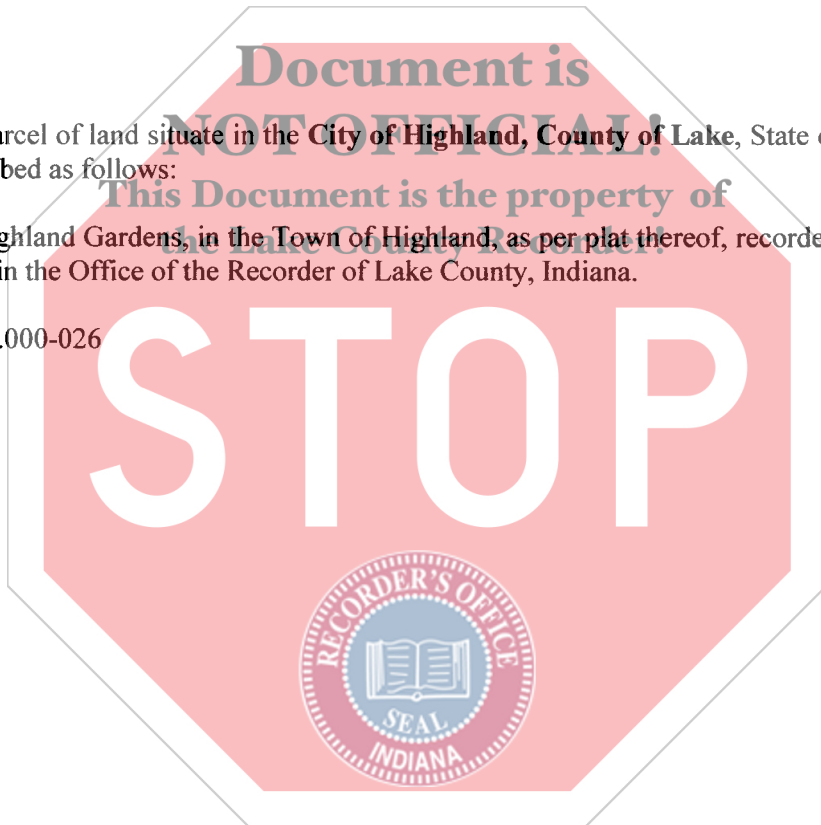 Document is
arcel of land situate in the City of Highland, County of Lake, State
NOT OFFICIAL!
bed as follows:
This Document is the property of
ghland Gardens, in the Town of Highland, as per plat thereof, recorde
the Lake County Recorder!
in the Office of the Recorder of Lake County, Indiana.
.000-026
STOP
RECORDER'S OFFICE
SEAL
INDIANA